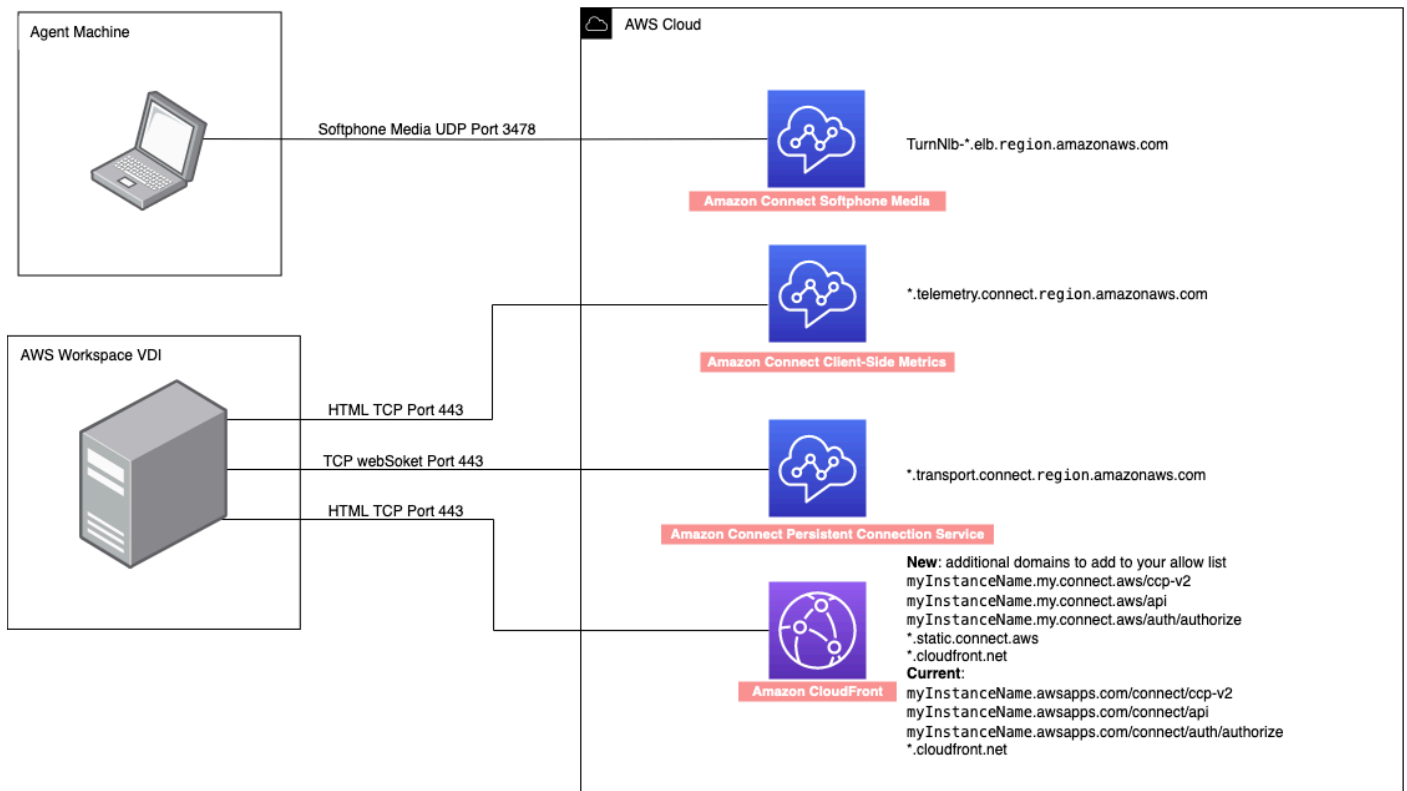 Agent Machine
AWS Cloud
Softphone Media UDP Port 3478
TurnNlb-*.elb.region.amazonaws.com
Amazon Connect Softphone Media
*.telemetry.connect.region.amazonaws.com
AWS Workspace VDI
Amazon Connect Client-Side Metrics
HTML TCP Port 443
TCP webSoket Port 443
*.transport.connect.region.amazonaws.com
HTML TCP Port 443
Amazon Connect Persistent Connection Service
New: additional domains to add to your allow list
myInstanceName.my.connect.aws/ccp-v2
myInstanceName.my.connect.aws/api
myInstanceName.my.connect.aws/auth/authorize
*.static.connect.aws
*.cloudfront.net
Current:
Amazon CloudFront
myInstanceName.awsapps.com/connect/ccp-v2
myInstanceName.awsapps.com/connect/api
myInstanceName.awsapps.com/connect/auth/authorize
*.cloudfront.net